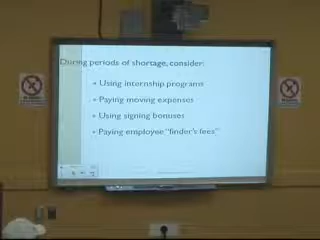 During periods of shortage, consider:
• Using internship programs
• Paying moving expenses
• Using signing bonuses
• Paying employee "finder's fees"